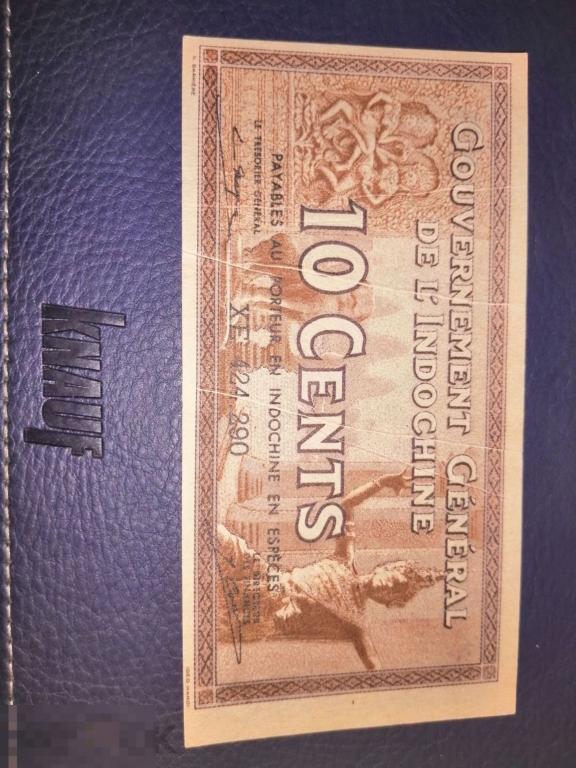 GOUVERNEMENT GÉNÉRAL
DE L'INDOCHINE
10 CENTS
PAYABLES AU PORTEUR EN INDOCHINE EN ESPÈCES
LE TRÉSORIER GÉNÉRAL
XE 424,290
KNAUF